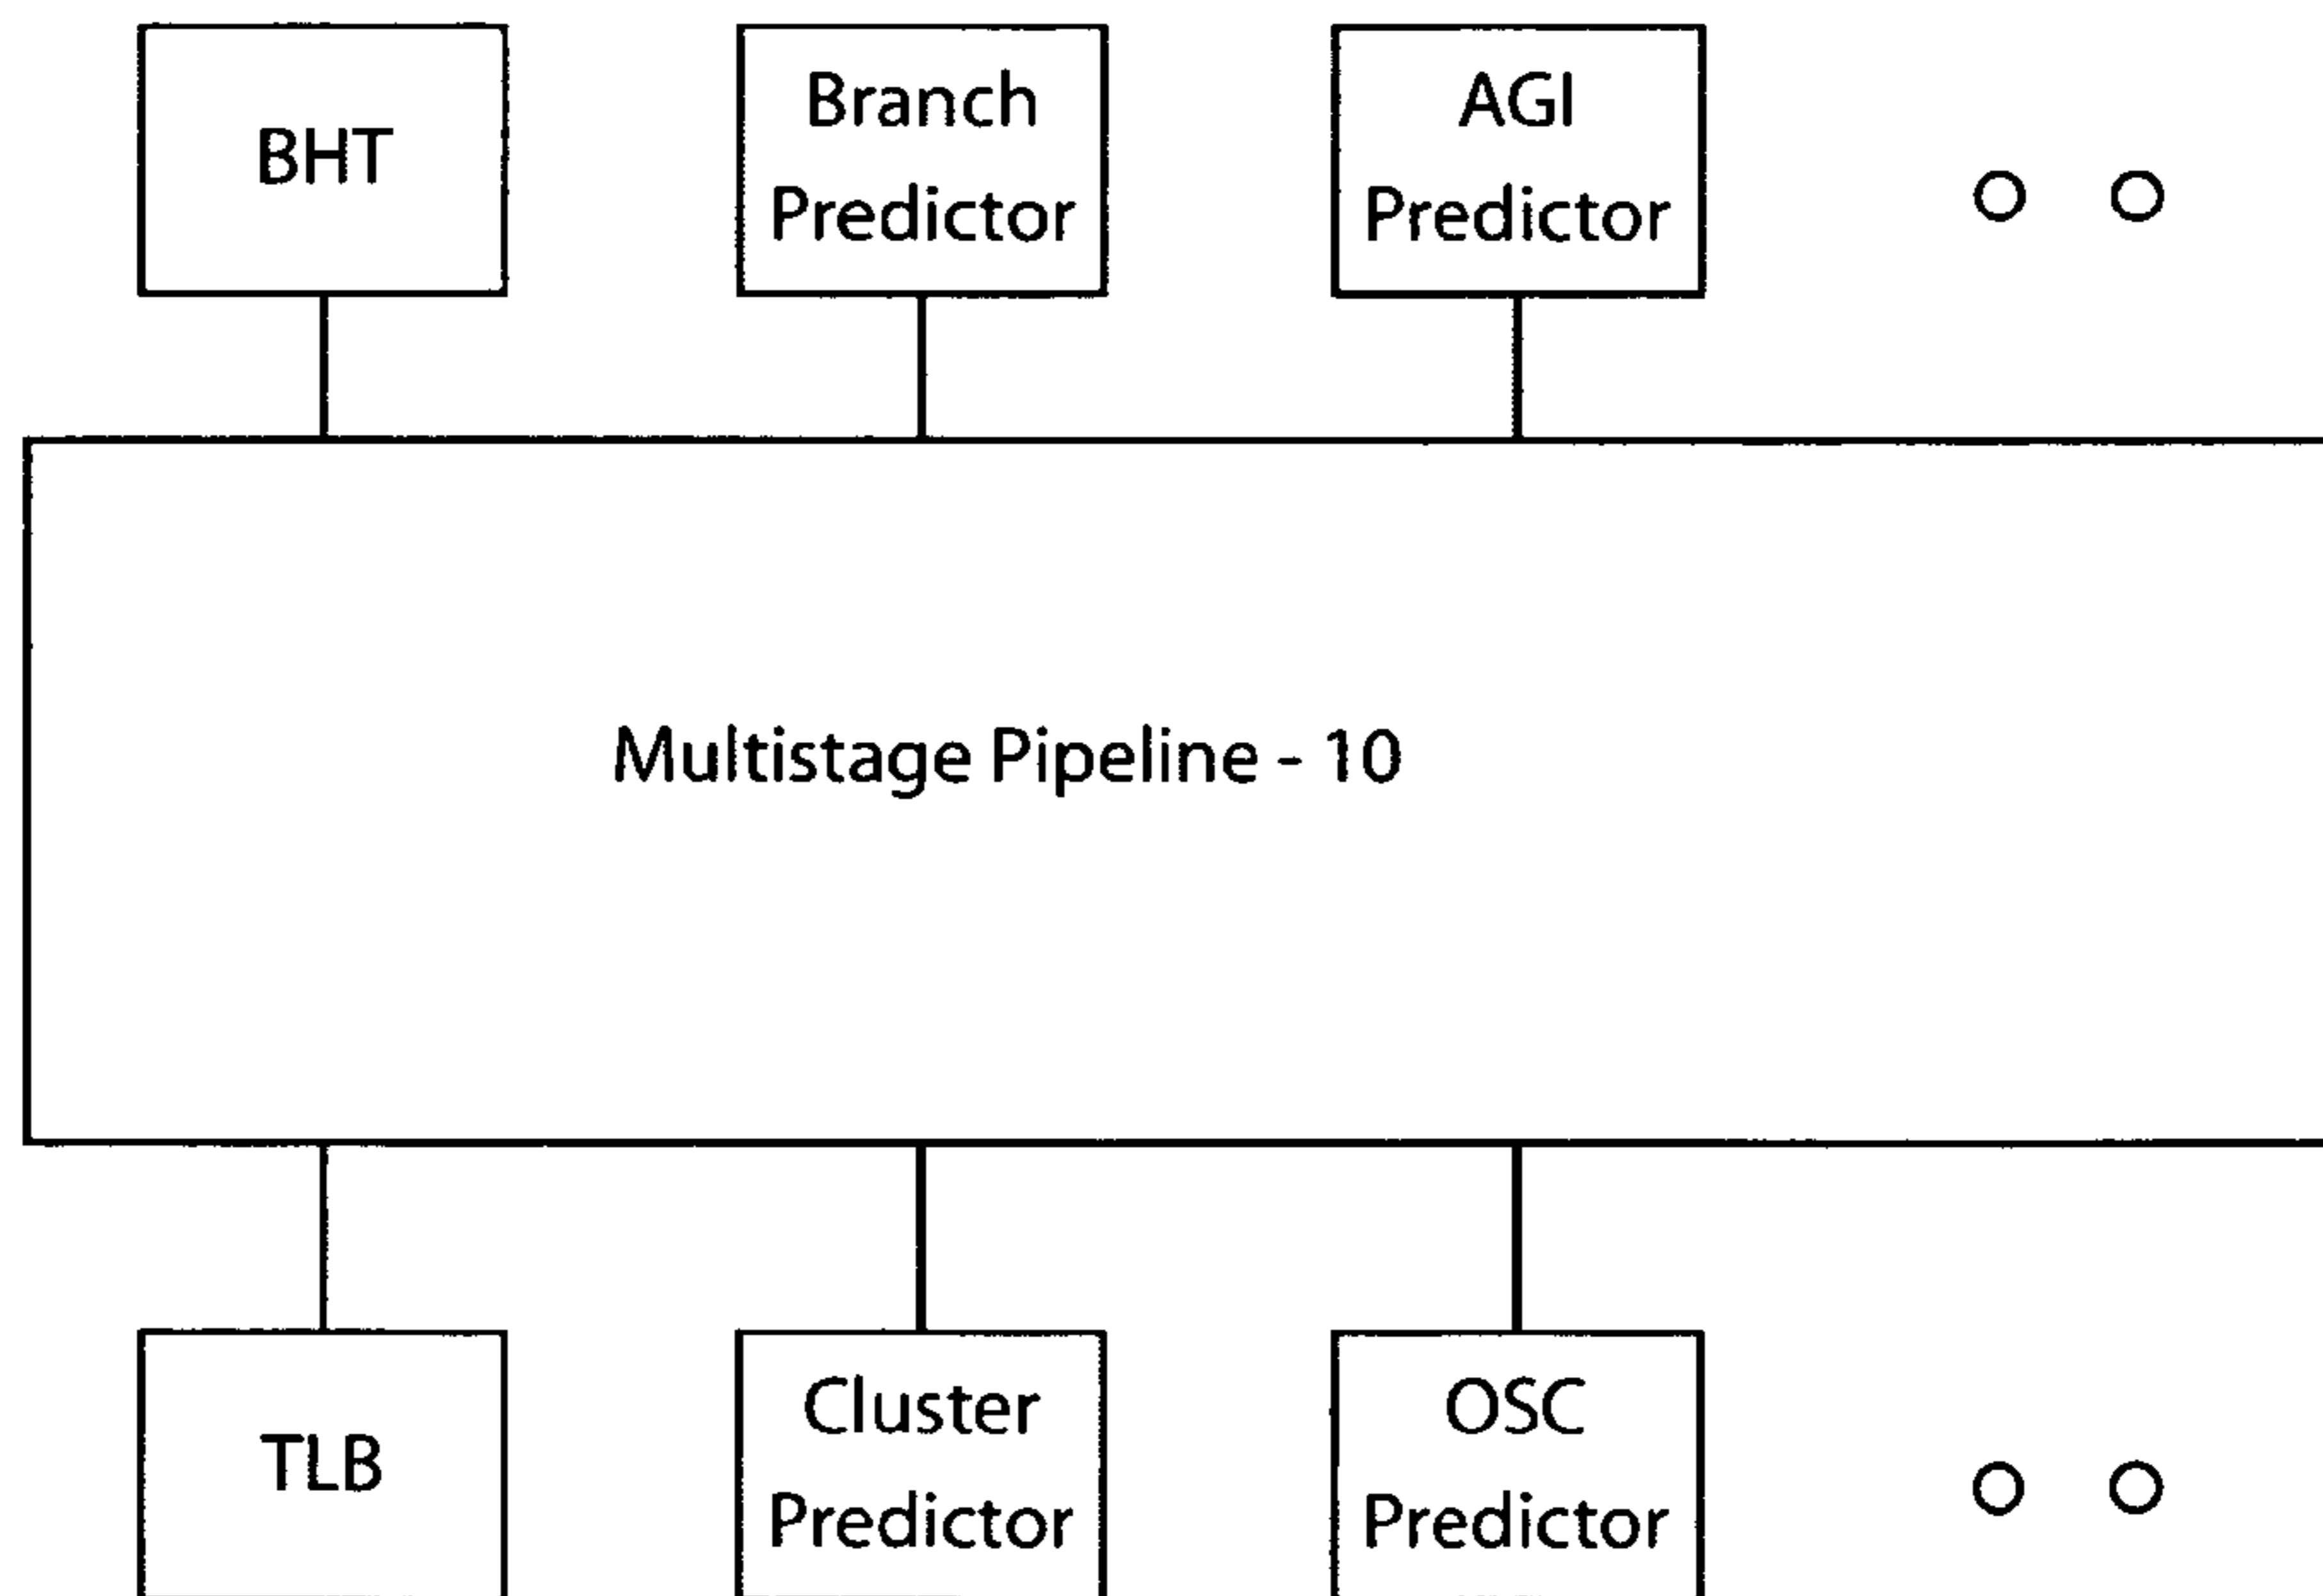 BHT
Branch
Predictor
AGI
Predictor
Multistage Pipeline - 10
TLB
Cluster
Predictor
OSC
Predictor